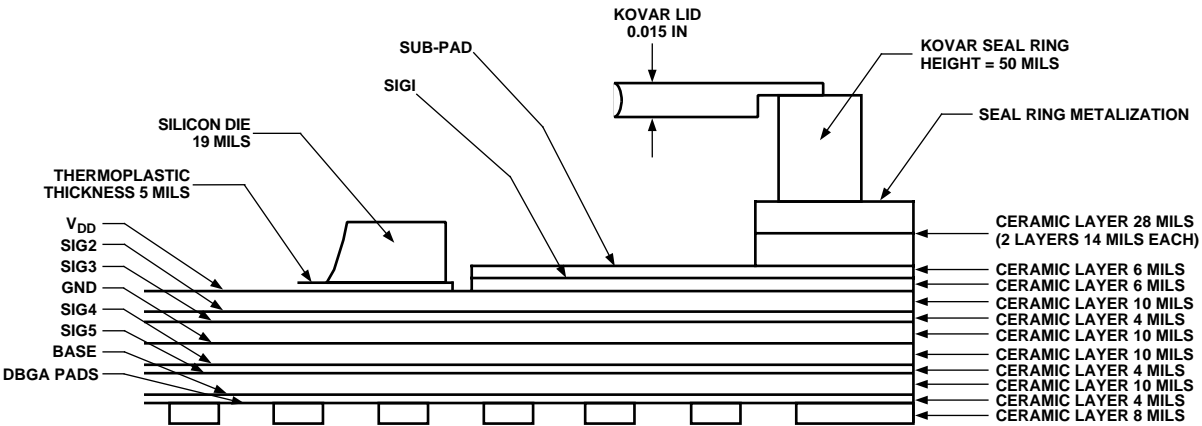 KOVAR LID
0.015 IN
SUB-PAD
SIGI
KOVAR SEAL RING
HEIGHT = 50 MILS
SILICON DIE
19 MILS
SEAL RING METALIZATION
THERMOPLASTIC
THICKNESS 5 MILS
VDD
SIG2
SIG3
GND
SIG4
SIG5
BASE
DBGA PADS
CERAMIC LAYER 28 MILS
(2 LAYERS 14 MILS EACH)
CERAMIC LAYER 6 MILS
CERAMIC LAYER 6 MILS
CERAMIC LAYER 10 MILS
CERAMIC LAYER 4 MILS
CERAMIC LAYER 10 MILS
CERAMIC LAYER 10 MILS
CERAMIC LAYER 4 MILS
CERAMIC LAYER 10 MILS
CERAMIC LAYER 4 MILS
CERAMIC LAYER 8 MILS